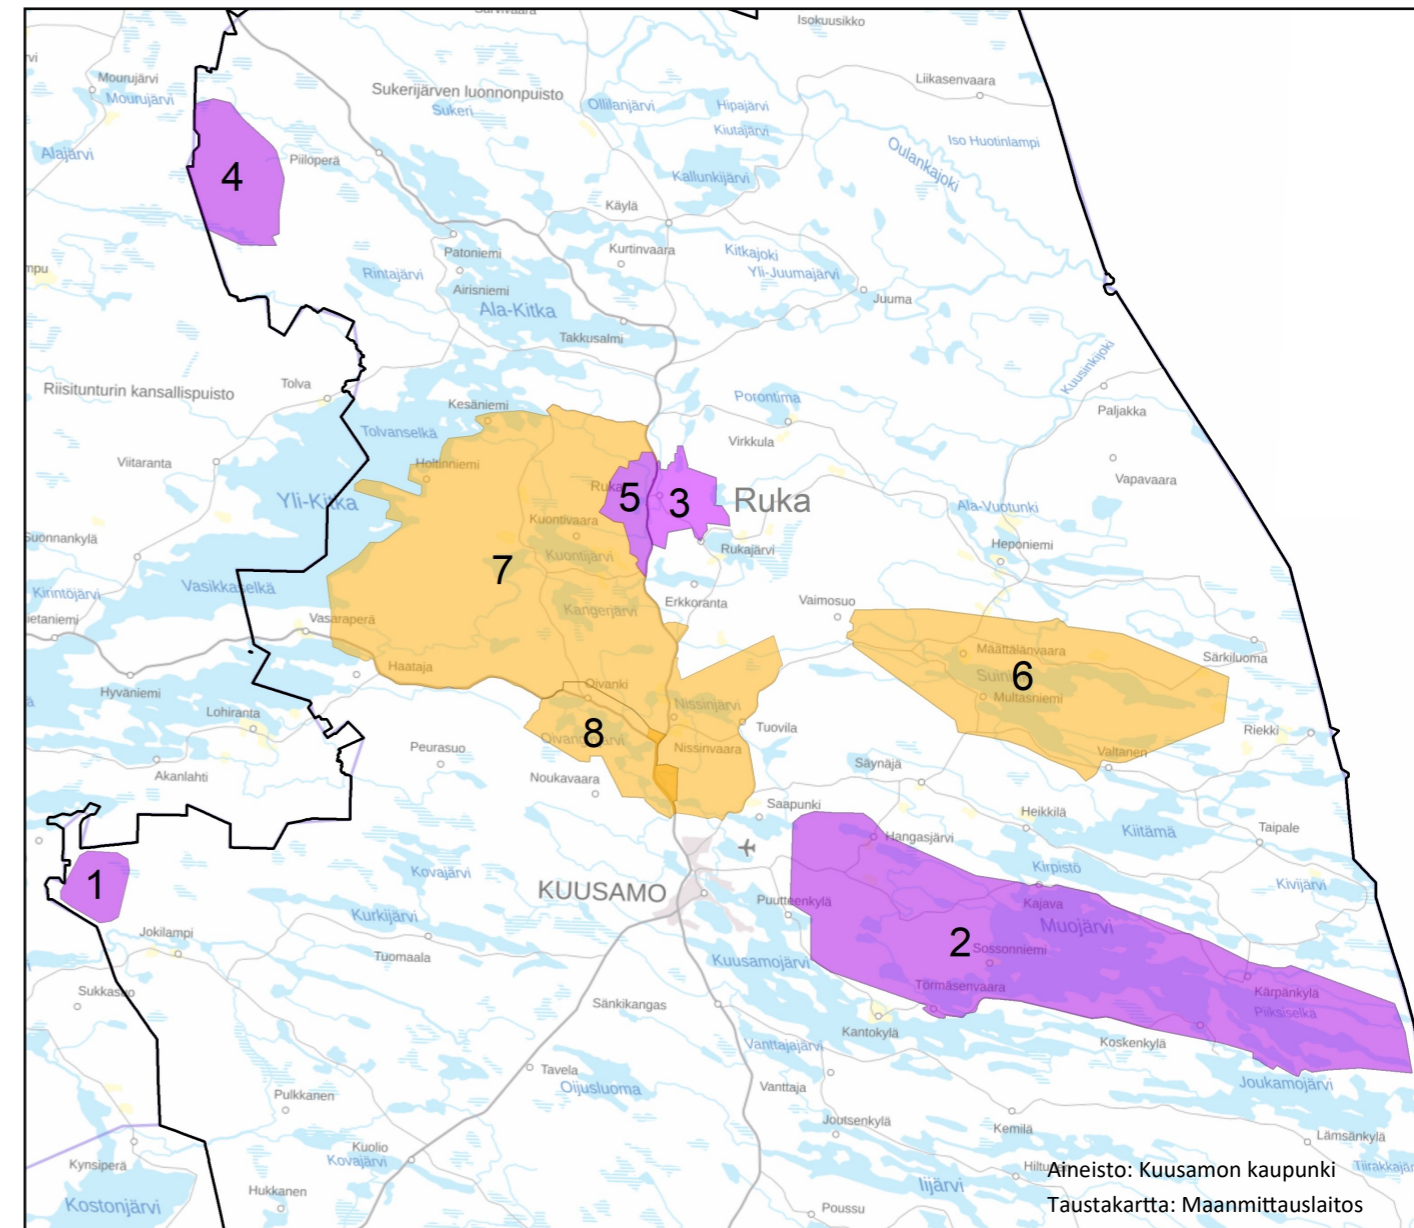 Isokuusikko
Mourujärvi
Mourujärvi
Sukerijärven luonnonpuisto
Sukeri
Ollilanjärvi
Hipajärvi
Kiutajärvi
Liikasenvaara
Iso Huotinlampi
Alajärvi
4
Piiloperä
Kallunkijärvi
Oulankajoki
Käylä
Patoniemi
Kurtinvaara
Kitkajoki
Yli-Juumajärvi
Rintajärvi
Airisniemi
Ala-Kitka
Juuma
Takkusalmi
Kuusinkijoki
Riisitunturin kansallispuisto
Tolva
Kesäniemi
Porontima
Paljakka
Tolvanselkä
Virkkula
Viitaranta
Holtinniemi
Vapavaara
Yli-Kitka
Ruka
5
3
Ruka
Ala-Vuotunki
Kuontivaara
Suonnankylä
Kuontijärvi
Rukajärvi
Heponiemi
7
Kirintöjärvi
Vasikkaselkä
Kangerjärvi
Erkkoranta
Vaimosuo
Vasaraperä
Haataja
Määttälänvaara
Särkiluoma
6
Hyväniemi
Oivanki
Multasniemi
Lohiranta
Nissinjärvi
Tuovila
Riekki
8
Peurasuo
Nissinvaara
Valtanen
Akanlahti
Noukavaara
Säynäjä
Saapunki
Heikkilä
Kiitämä
Taipale
Hangasjärvi
Kirpistö
1
Kovajärvi
KUUSAMO
Puutteenkylä
Kajava
Kivijärvi
Kurkijärvi
Muojärvi
Jokilampi
2
Sossonniemi
Tuomaala
Kuusamojärvi
Sukkasuo
Törmäsenvaara
Kärpänkylä
Sänkikangas
Piiksiselkä
Kantokylä
Koskenkylä
Vanttajajärvi
Tavela
Oijusluoma
Vanttaja
Joukamojärvi
Pulkkanen
Joutsenkylä
Kemilä
Lämsänkylä
Kuolio
Kovajärvi
Kynsiperä
Aineisto: Kuusamon kaupunki
Hukkanen
Iijärvi
Kostonjärvi
Poussu
Taustakartta: Maanmittauslaitos